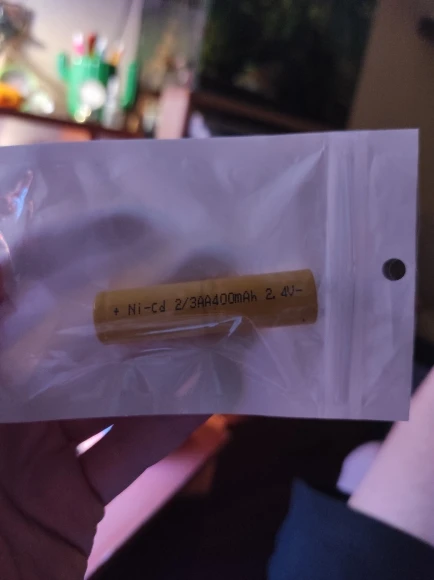 + Ni-Cd 2/3AA400mAh 2.4V-